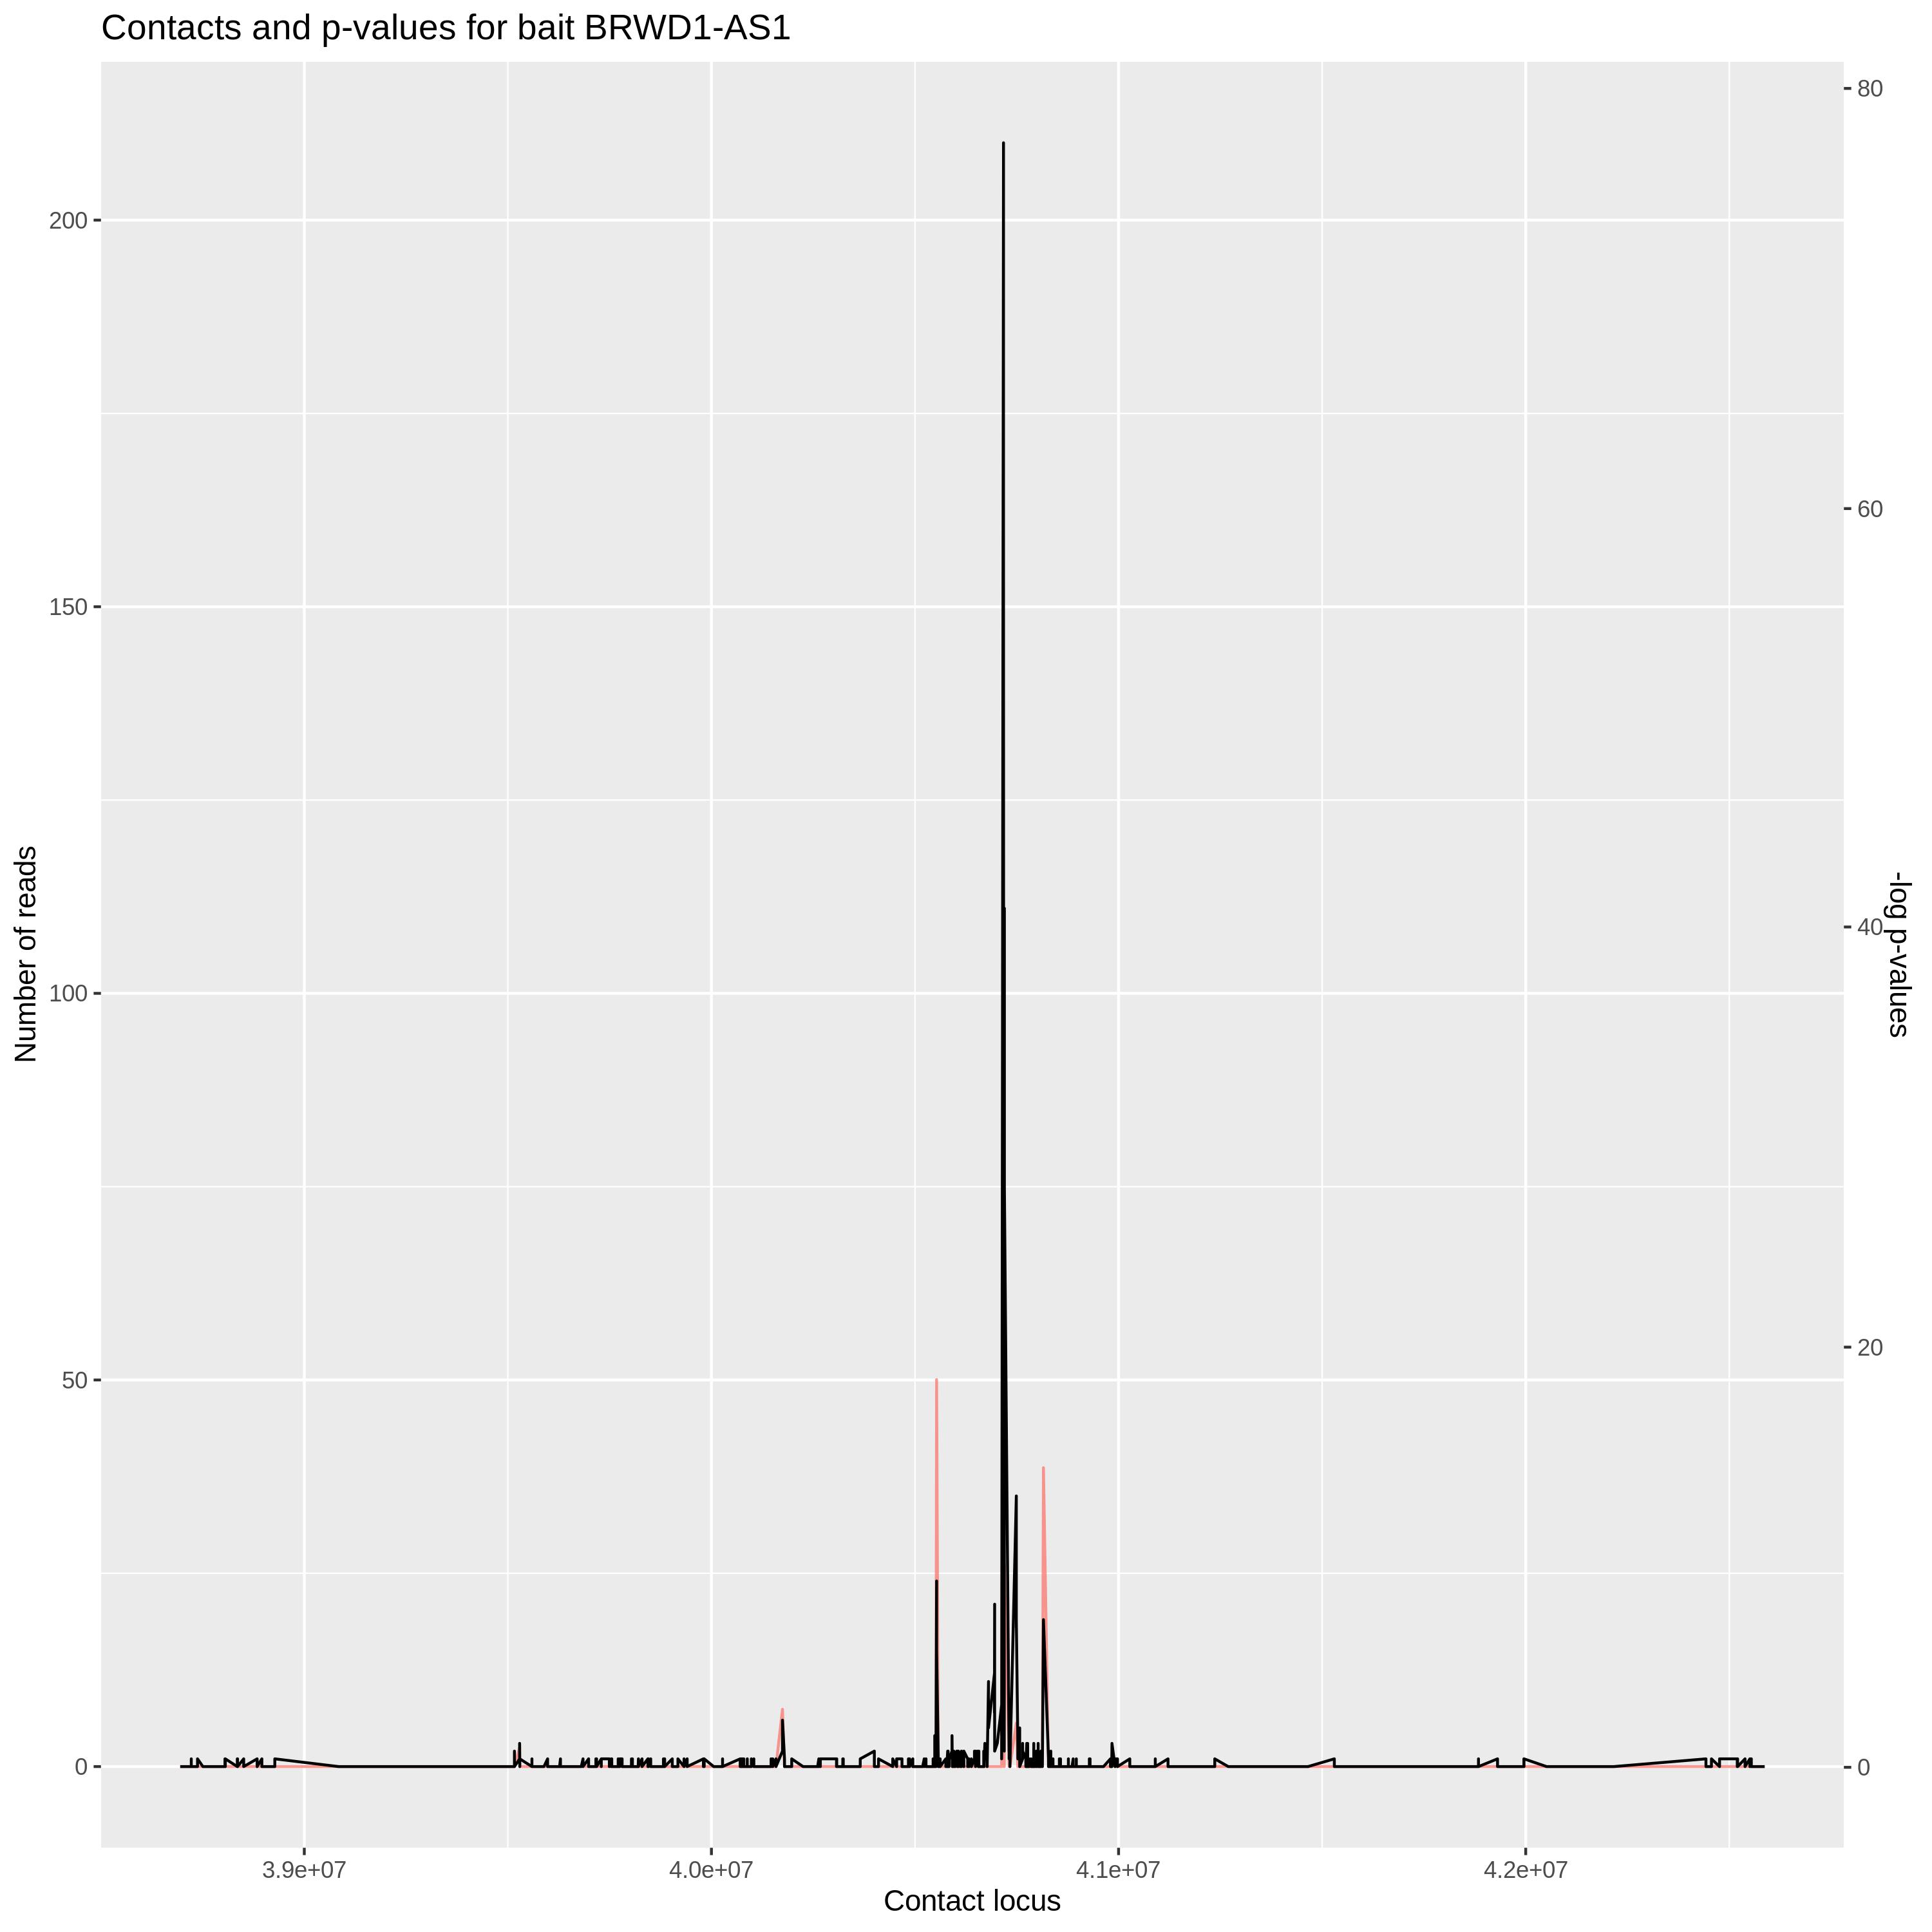 Contacts and p-values for bait BRWD1-AS1
Number of reads
200
150
100
50
0
80
60
40
20
0
-log p-values
3.9e+07 4.0e+07 4.1e+07 4.2e+07
Contact locus